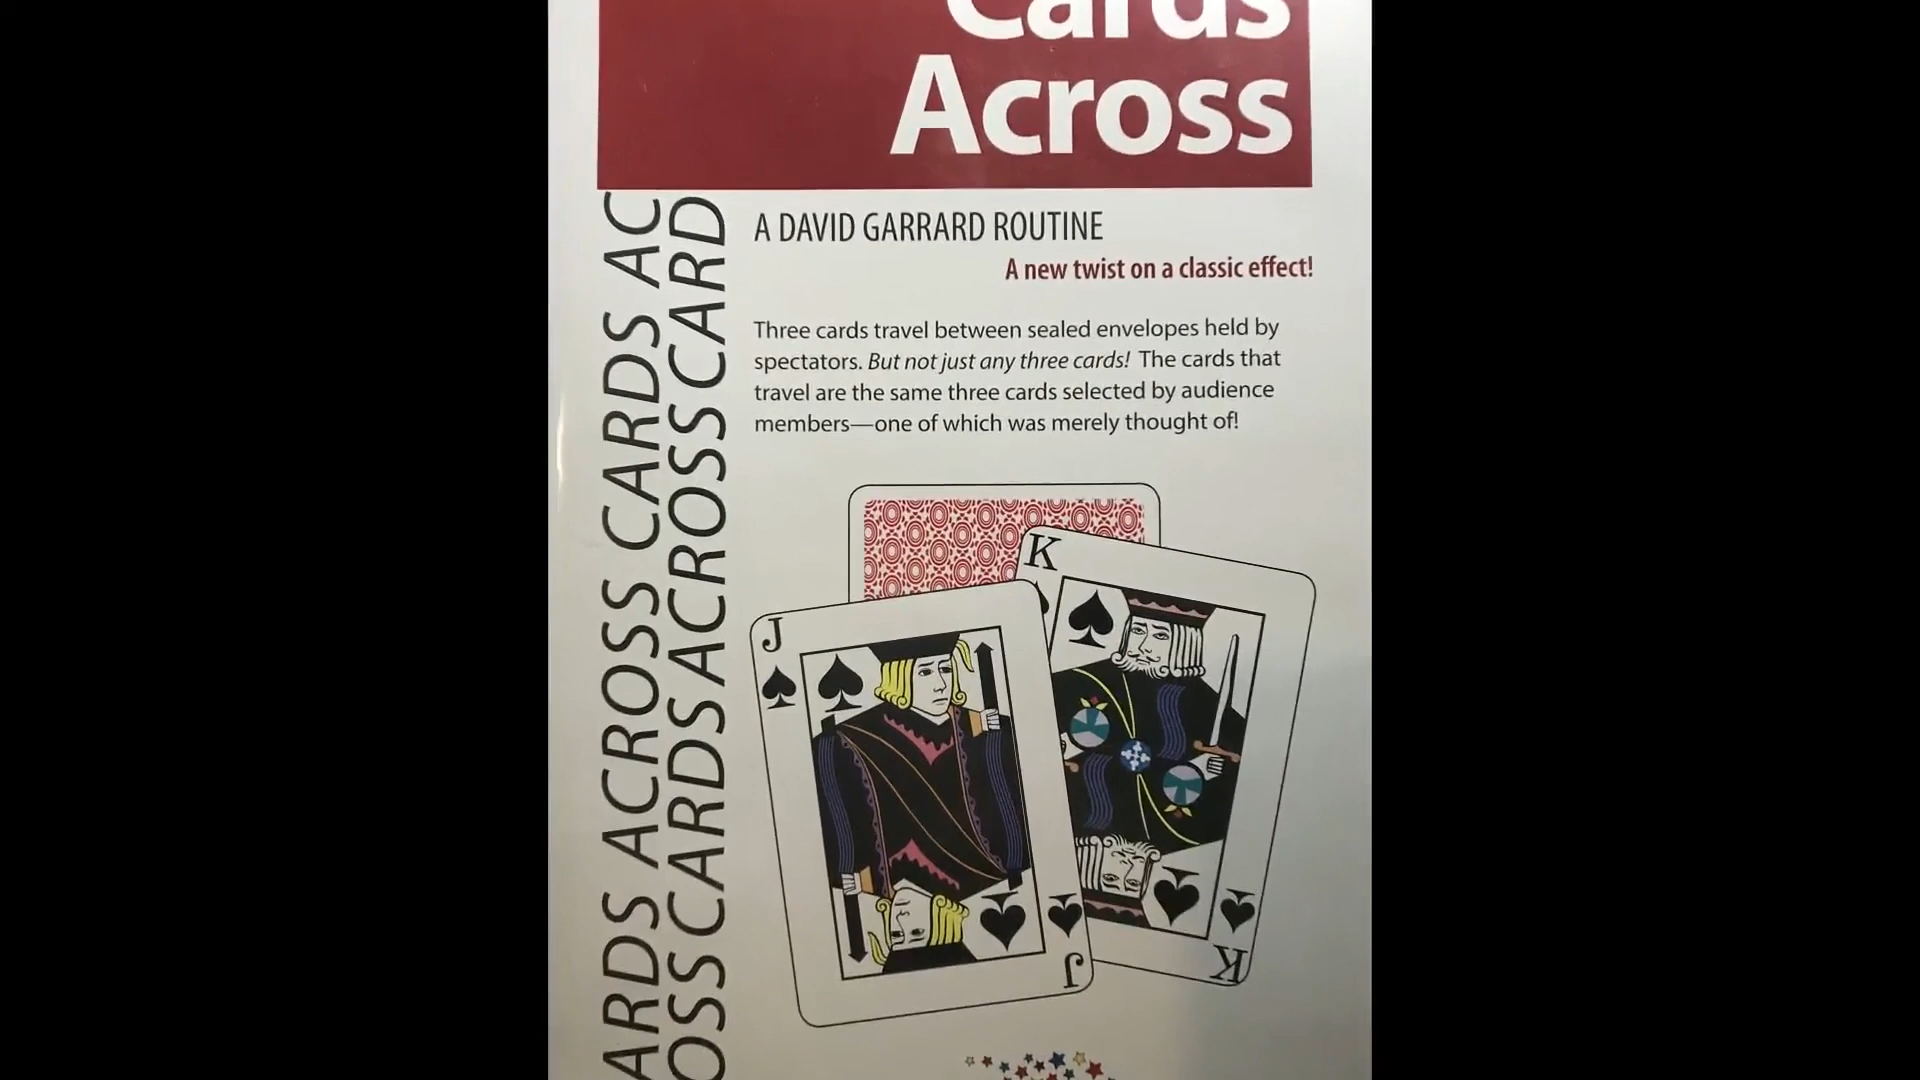 Cards
Across
A DAVID GARRARD ROUTINE
A new twist on a classic effect!
Three cards travel between sealed envelopes held by
spectators. But not just any three cards! The cards that
travel are the same three cards selected by audience
members—one of which was merely thought of!
ARDS ACROSS CARDS AC
OSS CARDS ACROSS CARD
K
J
J
K